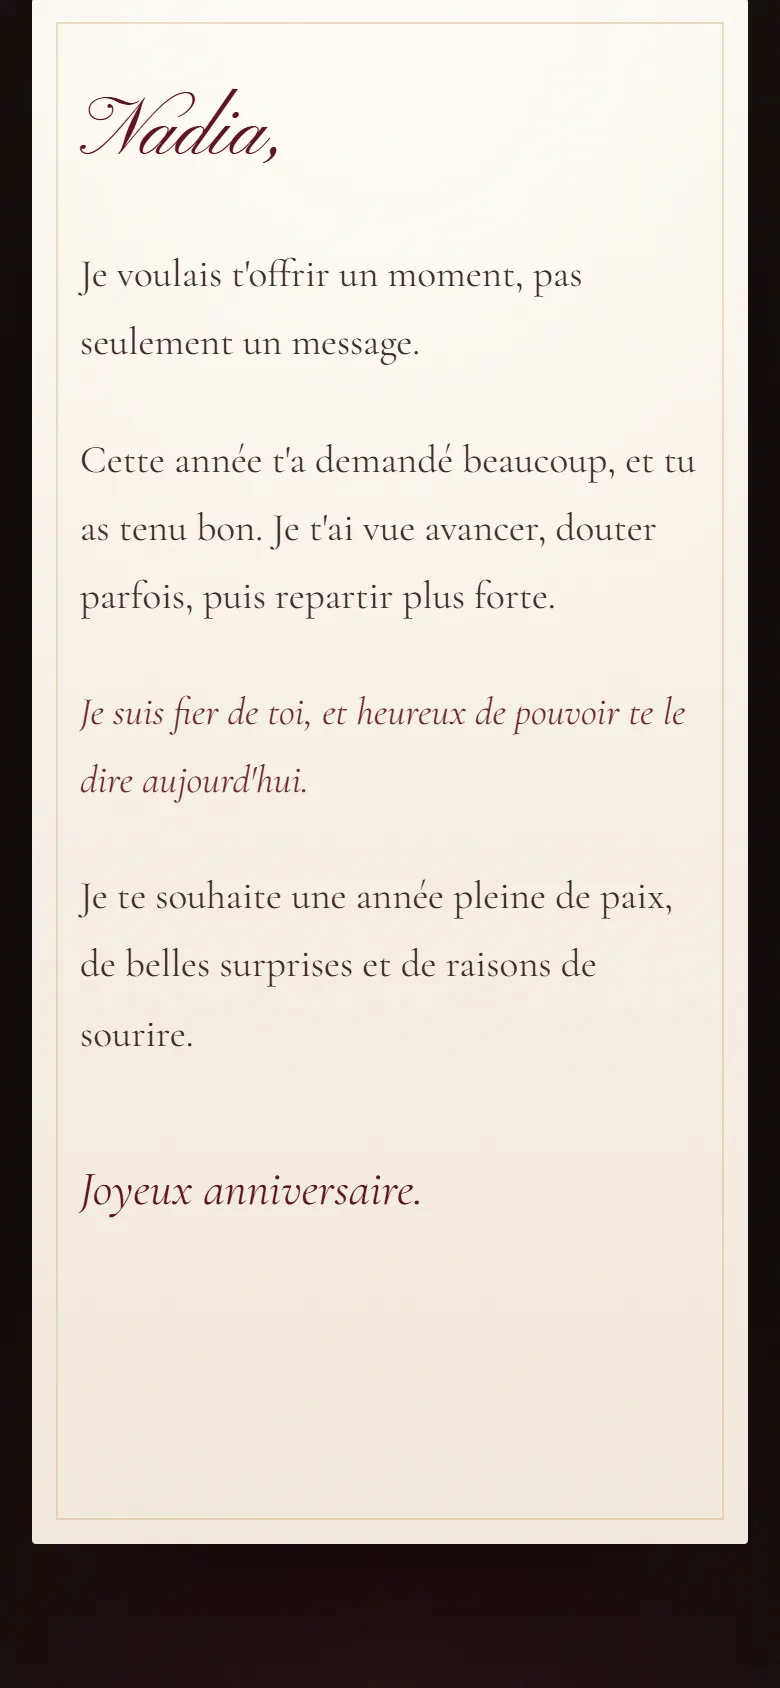 Nadia,
Je voulais t'offrir un moment, pas
seulement un message.
Cette année t'a demandé beaucoup, et tu
as tenu bon. Je t'ai vue avancer, douter
parfois, puis repartir plus forte.
Je suis fier de toi, et heureux de pouvoir te le
dire aujourd'hui.
Je te souhaite une année pleine de paix,
de belles surprises et de raisons de
sourire.
Joyeux anniversaire.